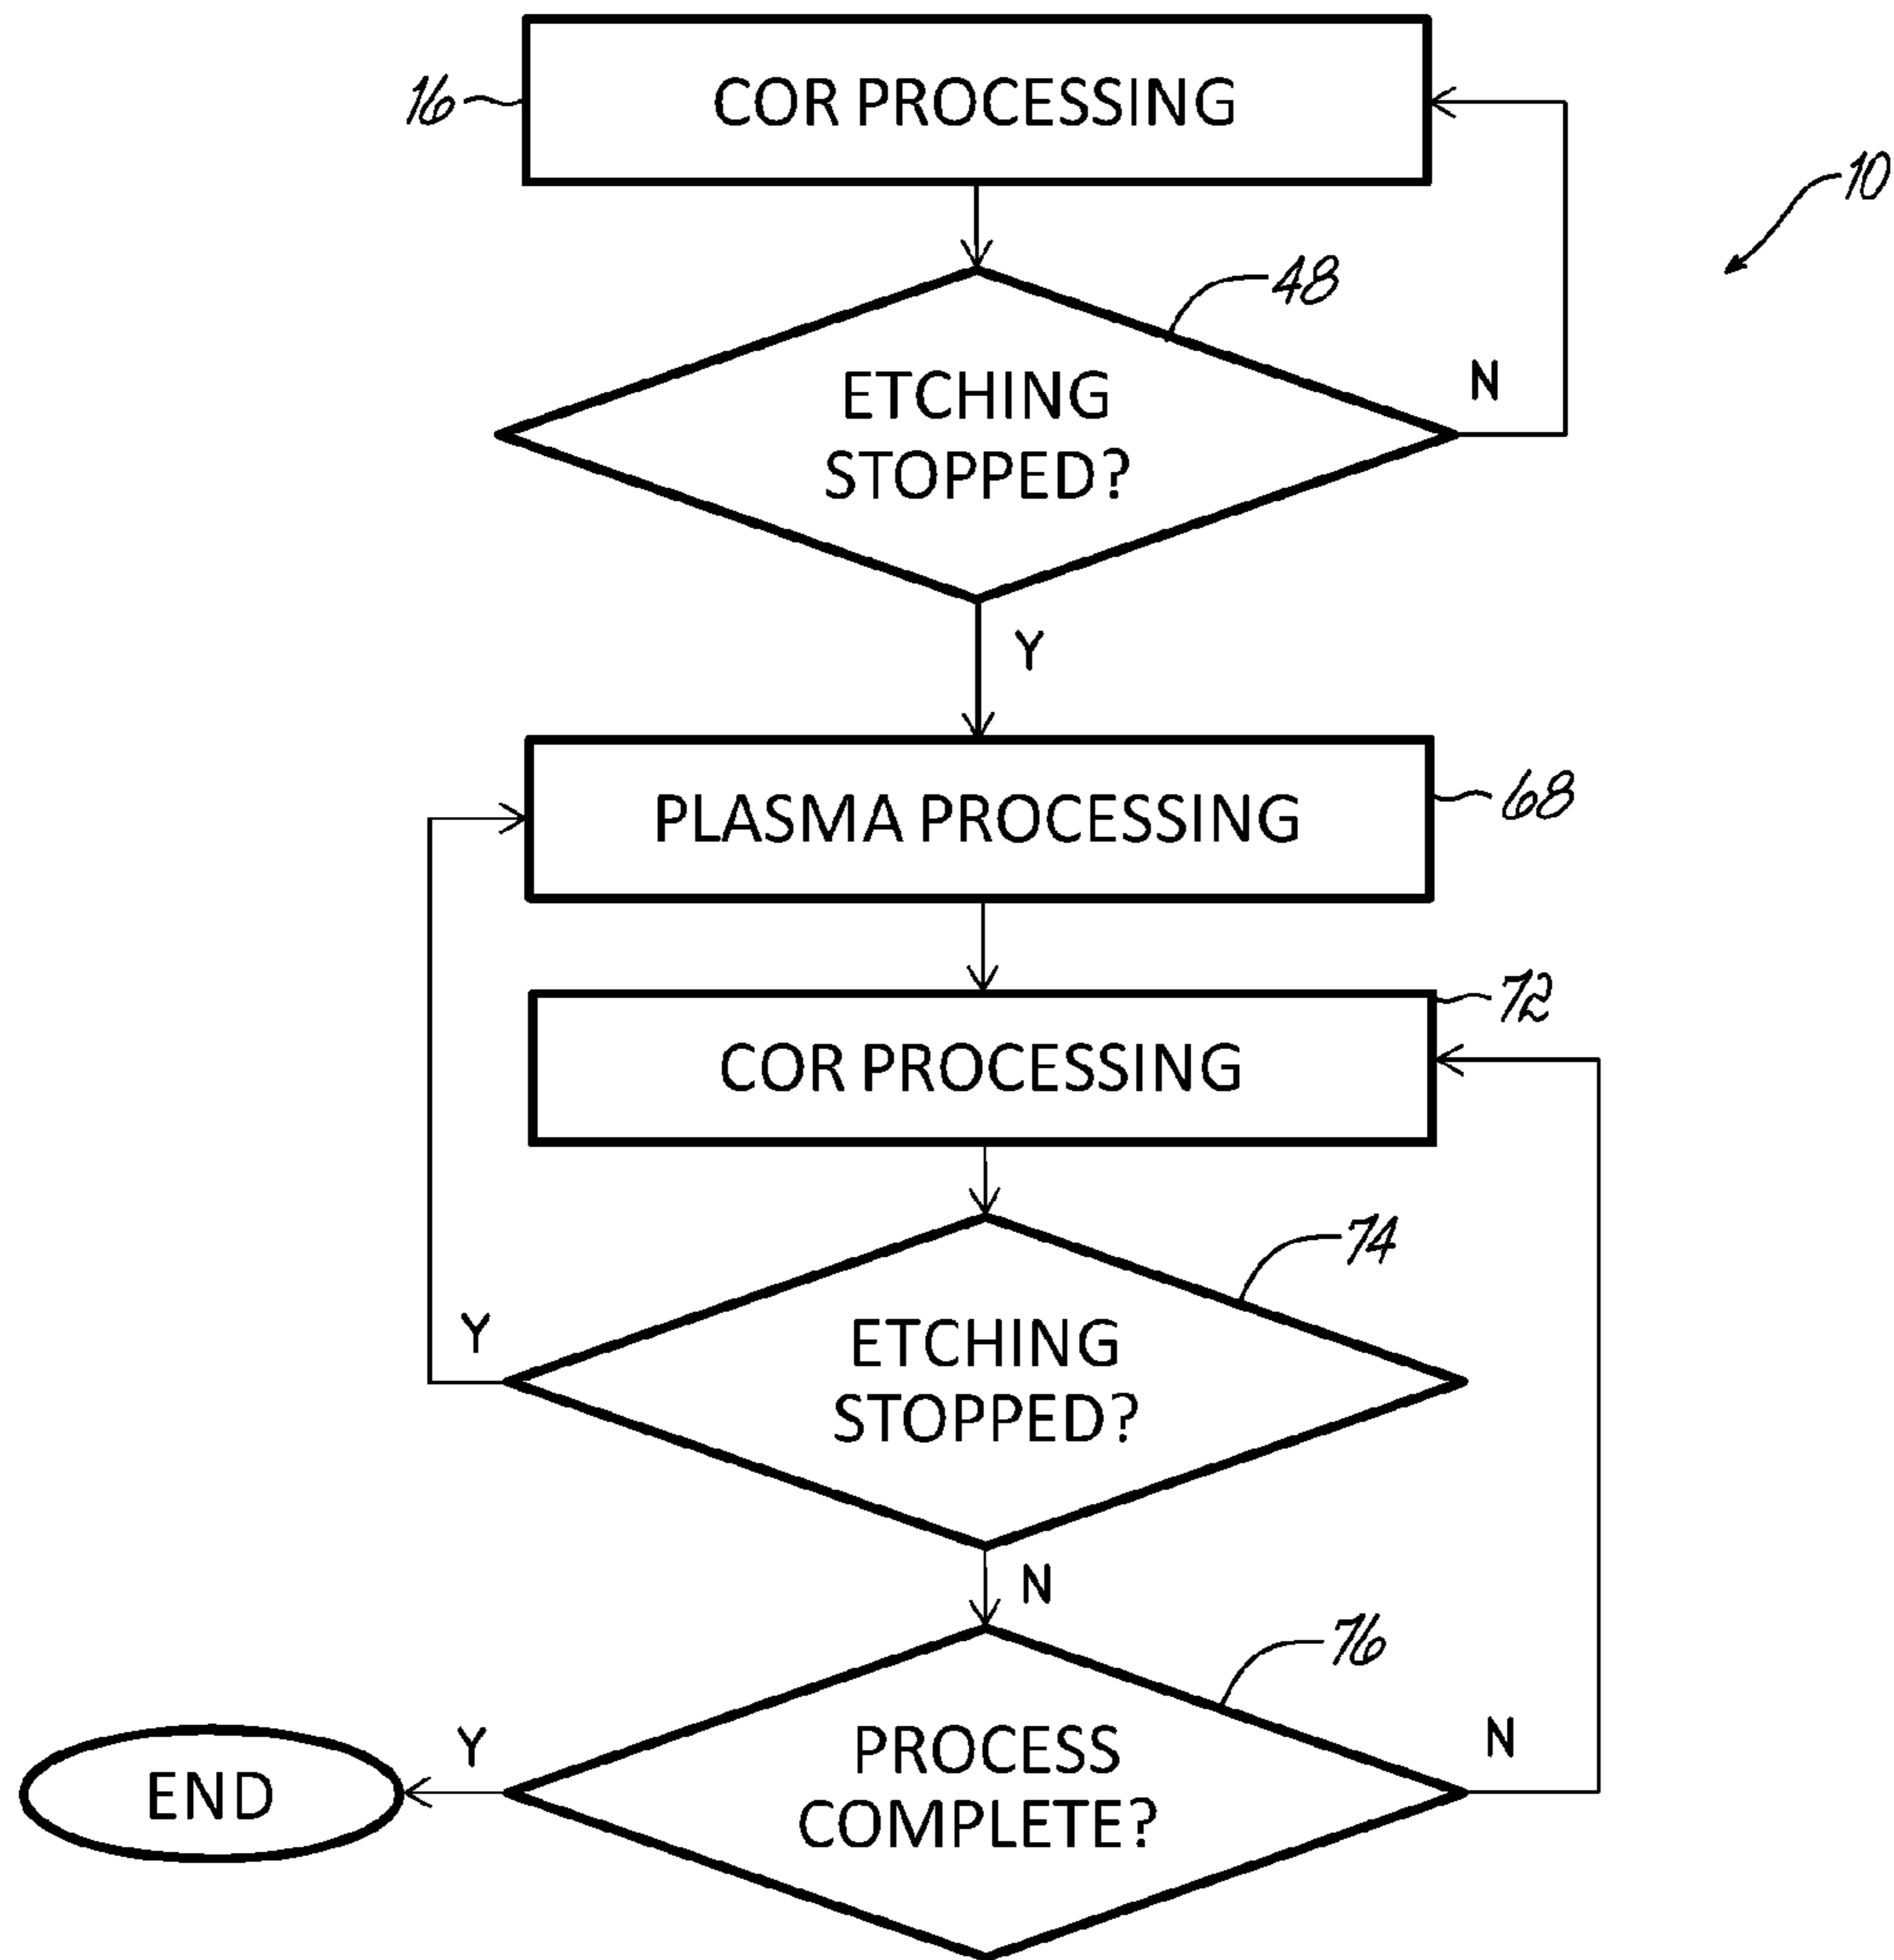 COR PROCESSING
16
10
48
ETCHING
STOPPED?
N
Y
PLASMA PROCESSING
68
72
COR PROCESSING
74
ETCHING
STOPPED?
Y
N
76
PROCESS
COMPLETE?
Y
N
END